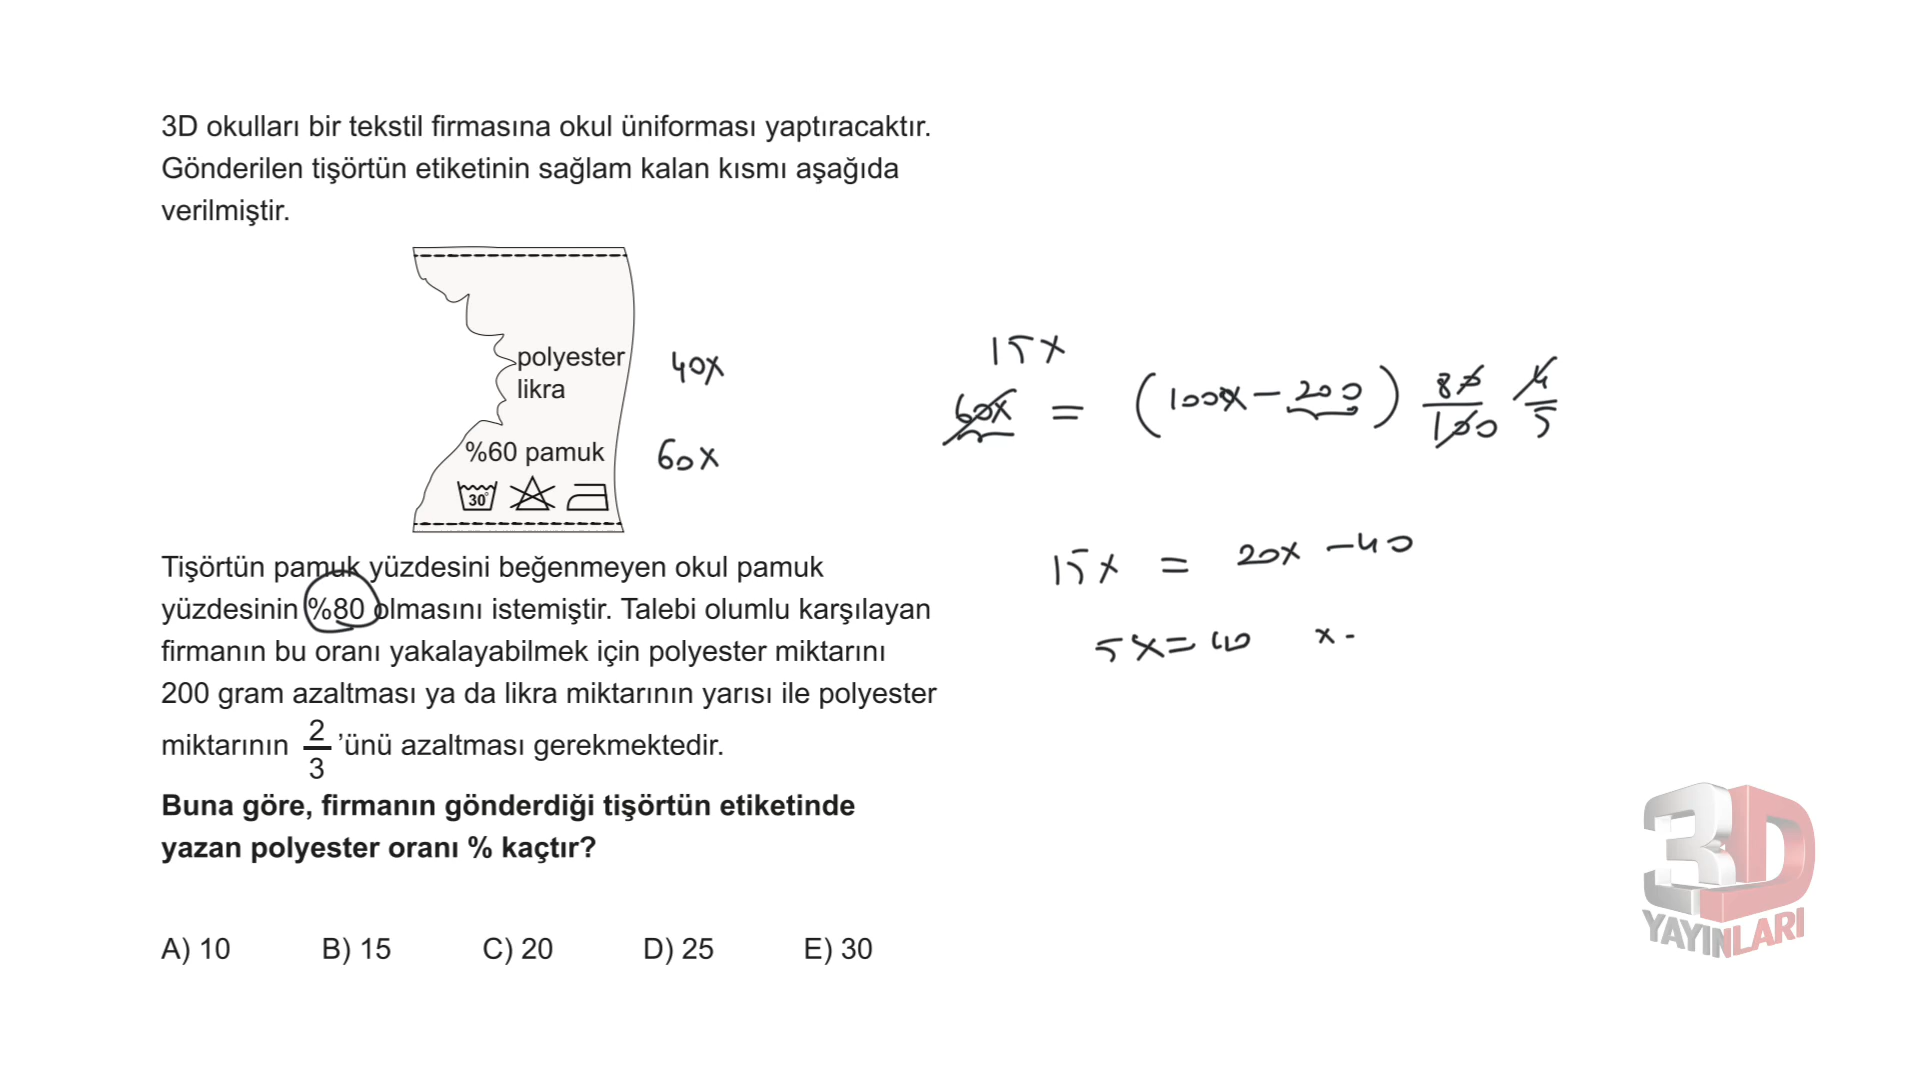 3D okulları bir tekstil firmasına okul üniforması yaptıracaktır.
Gönderilen tişörtün etiketinin sağlam kalan kısmı aşağıda
verilmiştir.
polyester
likra
%60 pamuk
30°
40x
60x
Tişörtün pamuk yüzdesini beğenmeyen okul pamuk
yüzdesinin %80 olmasını istemiştir. Talebi olumlu karşılayan
firmanın bu oranı yakalayabilmek için polyester miktarını
200 gram azaltması ya da likra miktarının yarısı ile polyester
miktarının 2/3 'ünü azaltması gerekmektedir.
Buna göre, firmanın gönderdiği tişörtün etiketinde
yazan polyester oranı % kaçtır?
A) 10 B) 15 C) 20 D) 25 E) 30
15x
60x = (100x - 200) 80/100 4/5
15x = 20x - 40
5x = 40 x -
3D
YAYINLARI